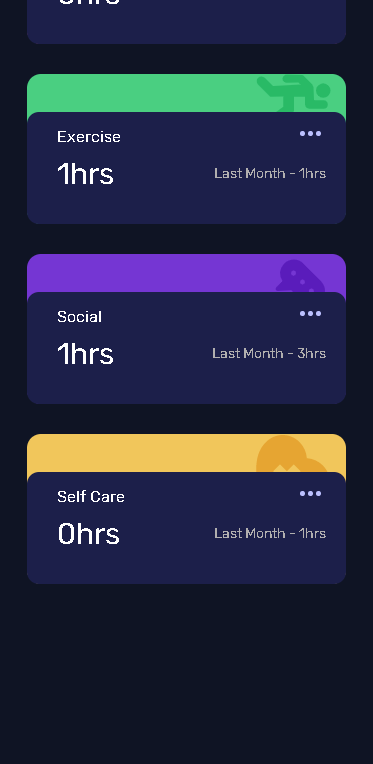 Exercise
1hrs
Last Month - 1hrs
Social
1hrs
Last Month - 3hrs
Self Care
0hrs
Last Month - 1hrs